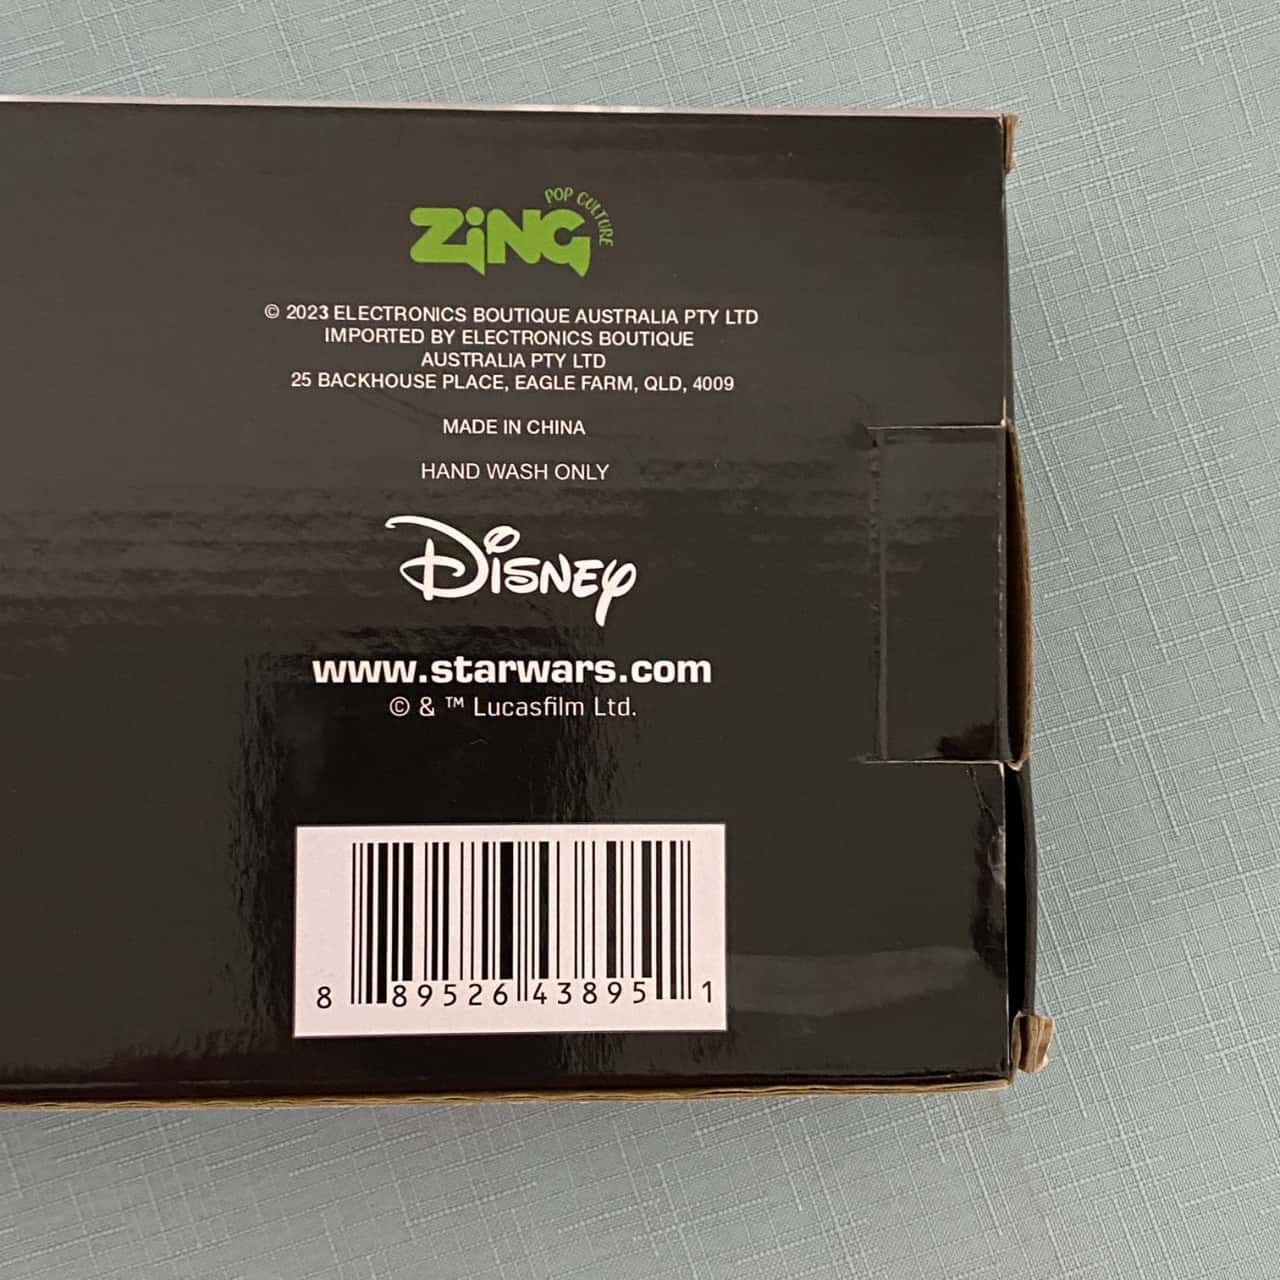 POP CULTURE
ZiNG
© 2023 ELECTRONICS BOUTIQUE AUSTRALIA PTY LTD
IMPORTED BY ELECTRONICS BOUTIQUE
AUSTRALIA PTY LTD
25 BACKHOUSE PLACE, EAGLE FARM, QLD, 4009
MADE IN CHINA
HAND WASH ONLY
DISNEY
www.starwars.com
© & ™ Lucasfilm Ltd.
8 89526 43895 1